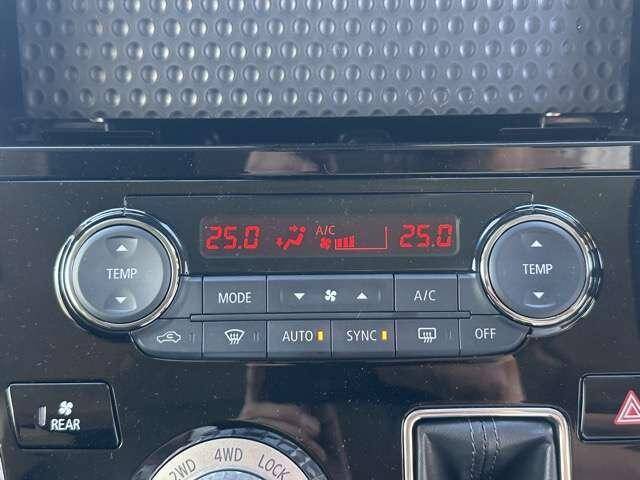 25.0 A/C 25.0
TEMP
TEMP
MODE A/C
AUTO SYNC OFF
REAR
2WD 4WD LOCK